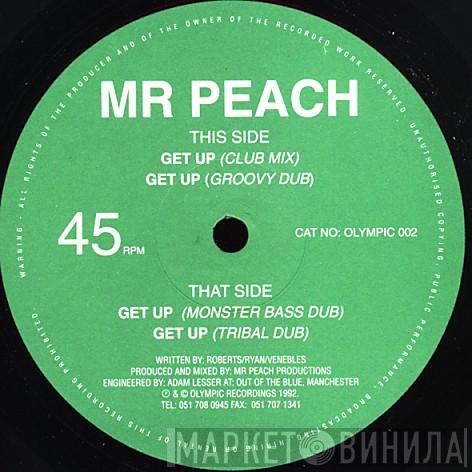 WARNING - ALL RIGHTS OF THE PRODUCER AND OF THE OWNER OF THE RECORDED WORK RESERVED. UNAUTHORISED COPYING, PUBLIC PERFORMANCE, BROADCASTING, HIRING OR RENTAL OF THIS RECORDING PROHIBITED
MR PEACH
THIS SIDE
GET UP (CLUB MIX)
GET UP (GROOVY DUB)
45 RPM
CAT NO: OLYMPIC 002
THAT SIDE
GET UP (MONSTER BASS DUB)
GET UP (TRIBAL DUB)
WRITTEN BY: ROBERTS/RYAN/VENEBLES
PRODUCED AND MIXED BY: MR PEACH PRODUCTIONS
ENGINEERED BY: ADAM LESSER AT: OUT OF THE BLUE, MANCHESTER
℗ & © OLYMPIC RECORDINGS 1992.
TEL: 051 708 0945 FAX: 051 707 1341
МАРКЕТ ВИНИЛА